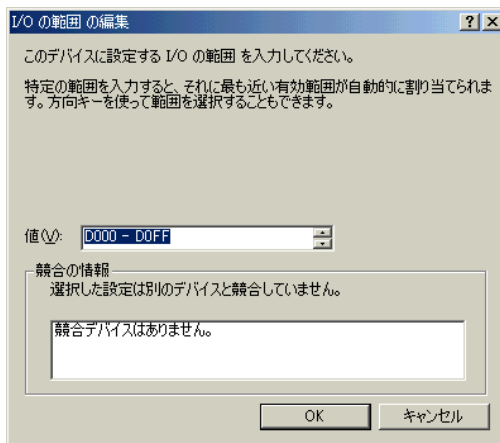 I/O の範囲 の編集
このデバイスに設定する I/O の範囲 を入力してください。
特定の範囲を入力すると、それに最も近い有効範囲が自動的に割り当てられま
す。方向キーを使って範囲を選択することもできます。
値(V): D000 - D0FF
競合の情報
選択した設定は別のデバイスと競合していません。
競合デバイスはありません。
OK キャンセル